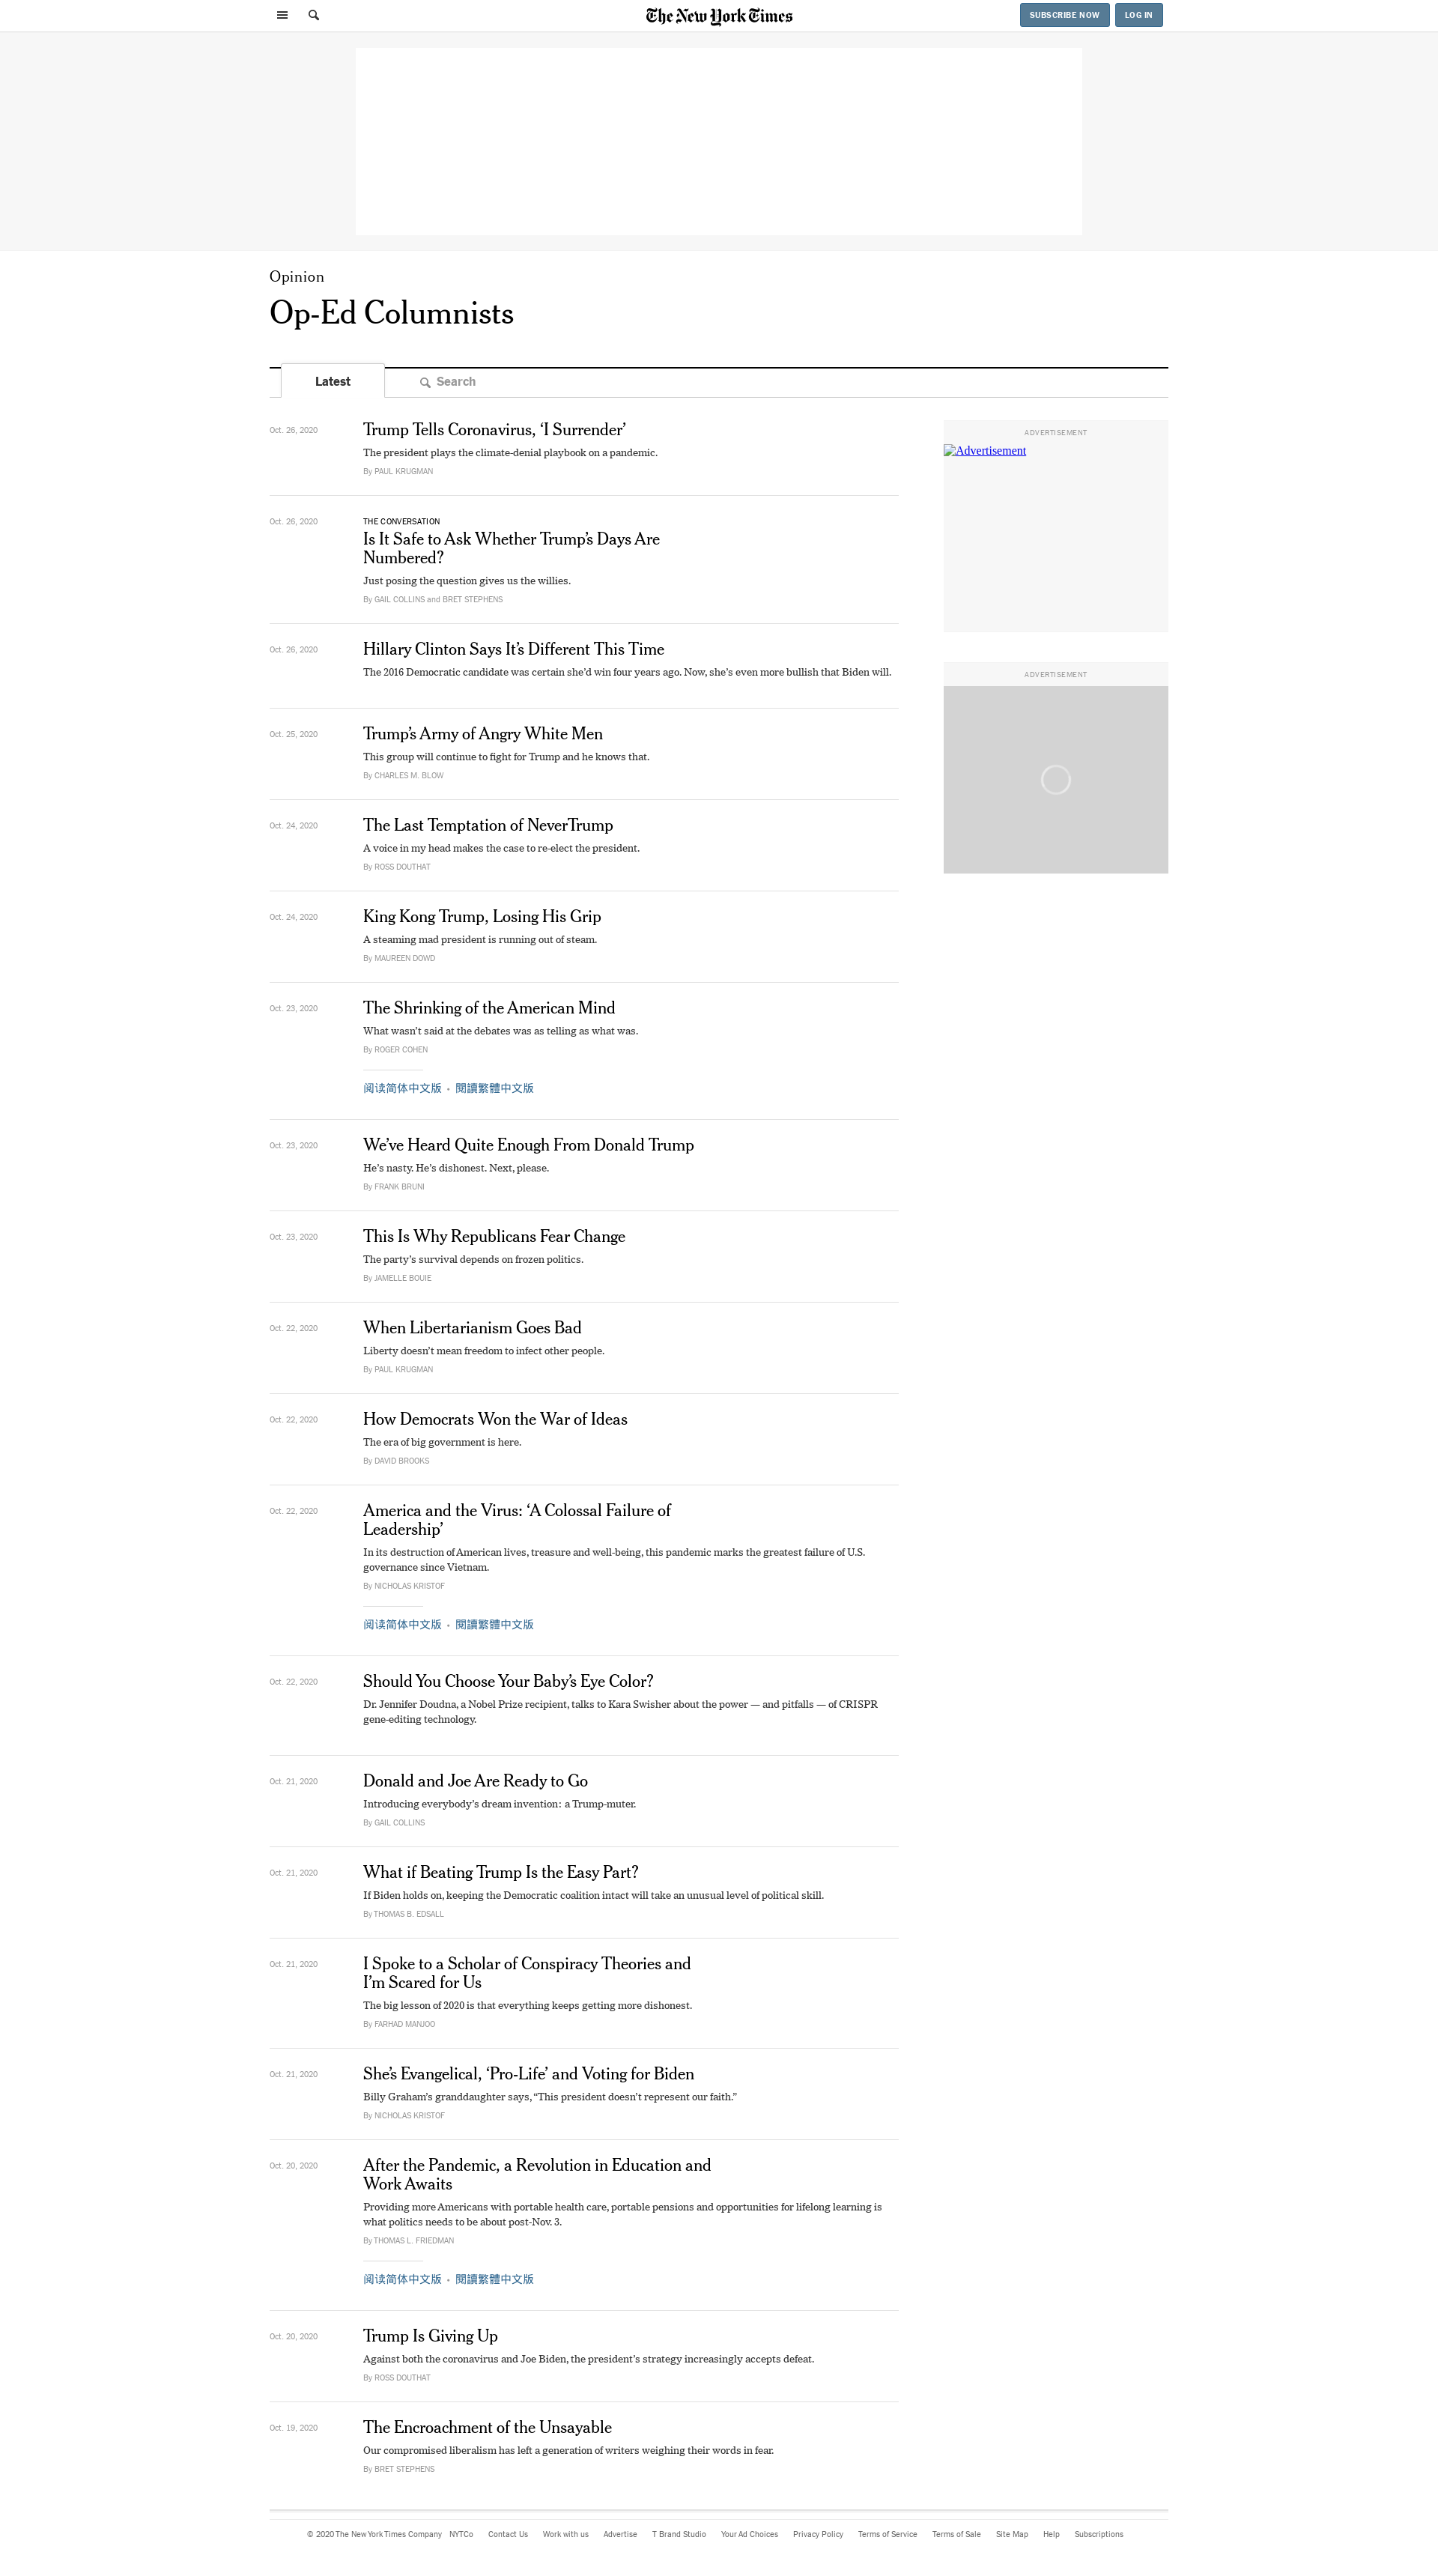 The New York Times
SUBSCRIBE NOW
LOG IN
Opinion
Op-Ed Columnists
Latest
Search
Oct. 26, 2020
Trump Tells Coronavirus, ‘I Surrender’
The president plays the climate-denial playbook on a pandemic.
By PAUL KRUGMAN
ADVERTISEMENT
Advertisement
Oct. 26, 2020
THE CONVERSATION
Is It Safe to Ask Whether Trump’s Days Are
Numbered?
Just posing the question gives us the willies.
By GAIL COLLINS and BRET STEPHENS
Oct. 26, 2020
Hillary Clinton Says It’s Different This Time
The 2016 Democratic candidate was certain she’d win four years ago. Now, she’s even more bullish that Biden will.
ADVERTISEMENT
Oct. 25, 2020
Trump’s Army of Angry White Men
This group will continue to fight for Trump and he knows that.
By CHARLES M. BLOW
Oct. 24, 2020
The Last Temptation of NeverTrump
A voice in my head makes the case to re-elect the president.
By ROSS DOUTHAT
Oct. 24, 2020
King Kong Trump, Losing His Grip
A steaming mad president is running out of steam.
By MAUREEN DOWD
Oct. 23, 2020
The Shrinking of the American Mind
What wasn’t said at the debates was as telling as what was.
By ROGER COHEN
阅读简体中文版 • 閱讀繁體中文版
Oct. 23, 2020
We’ve Heard Quite Enough From Donald Trump
He’s nasty. He’s dishonest. Next, please.
By FRANK BRUNI
Oct. 23, 2020
This Is Why Republicans Fear Change
The party’s survival depends on frozen politics.
By JAMELLE BOUIE
Oct. 22, 2020
When Libertarianism Goes Bad
Liberty doesn’t mean freedom to infect other people.
By PAUL KRUGMAN
Oct. 22, 2020
How Democrats Won the War of Ideas
The era of big government is here.
By DAVID BROOKS
Oct. 22, 2020
America and the Virus: ‘A Colossal Failure of
Leadership’
In its destruction of American lives, treasure and well-being, this pandemic marks the greatest failure of U.S.
governance since Vietnam.
By NICHOLAS KRISTOF
阅读简体中文版 • 閱讀繁體中文版
Oct. 22, 2020
Should You Choose Your Baby’s Eye Color?
Dr. Jennifer Doudna, a Nobel Prize recipient, talks to Kara Swisher about the power — and pitfalls — of CRISPR
gene-editing technology.
Oct. 21, 2020
Donald and Joe Are Ready to Go
Introducing everybody’s dream invention: a Trump-muter.
By GAIL COLLINS
Oct. 21, 2020
What if Beating Trump Is the Easy Part?
If Biden holds on, keeping the Democratic coalition intact will take an unusual level of political skill.
By THOMAS B. EDSALL
Oct. 21, 2020
I Spoke to a Scholar of Conspiracy Theories and
I’m Scared for Us
The big lesson of 2020 is that everything keeps getting more dishonest.
By FARHAD MANJOO
Oct. 21, 2020
She’s Evangelical, ‘Pro-Life’ and Voting for Biden
Billy Graham’s granddaughter says, “This president doesn’t represent our faith.”
By NICHOLAS KRISTOF
Oct. 20, 2020
After the Pandemic, a Revolution in Education and
Work Awaits
Providing more Americans with portable health care, portable pensions and opportunities for lifelong learning is
what politics needs to be about post-Nov. 3.
By THOMAS L. FRIEDMAN
阅读简体中文版 • 閱讀繁體中文版
Oct. 20, 2020
Trump Is Giving Up
Against both the coronavirus and Joe Biden, the president’s strategy increasingly accepts defeat.
By ROSS DOUTHAT
Oct. 19, 2020
The Encroachment of the Unsayable
Our compromised liberalism has left a generation of writers weighing their words in fear.
By BRET STEPHENS
© 2020 The New York Times Company NYTCo Contact Us Work with us Advertise T Brand Studio Your Ad Choices Privacy Policy Terms of Service Terms of Sale Site Map Help Subscriptions